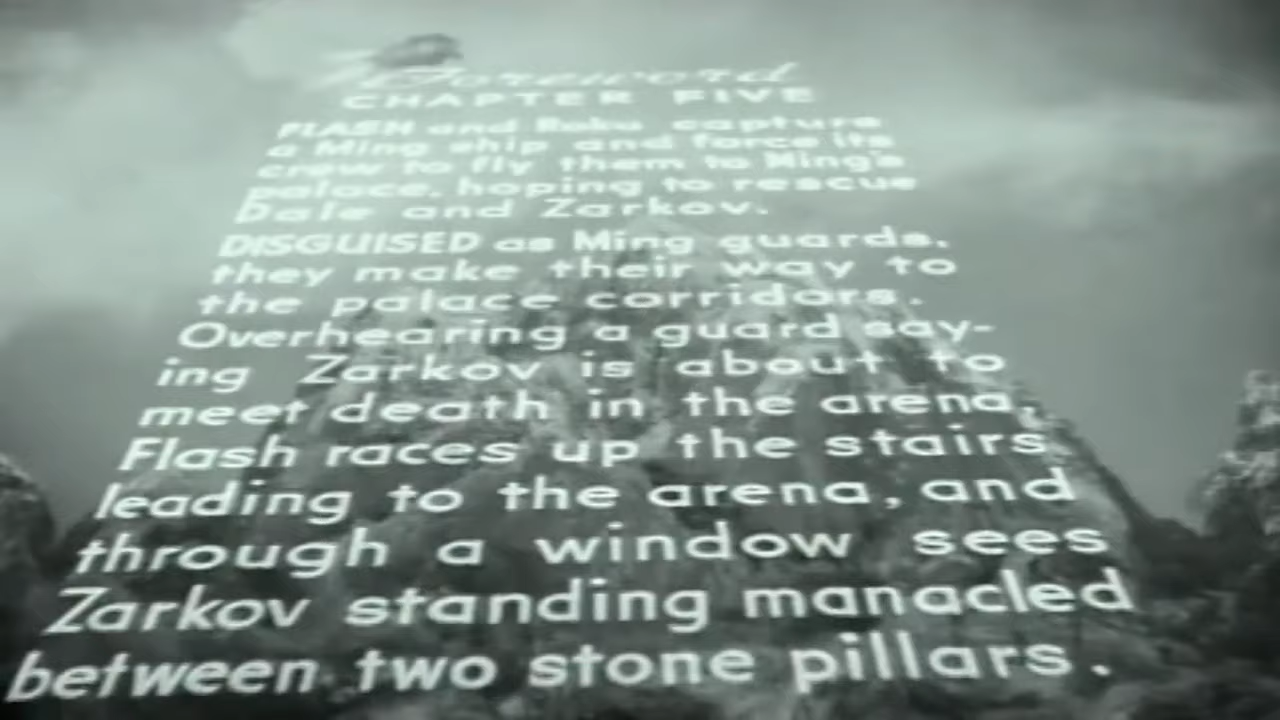 Foreword
CHAPTER FIVE
FLASH and Roku capture
a Ming ship and force its
crew to fly them to Ming's
palace, hoping to rescue
Dale and Zarkov.
DISGUISED as Ming guards,
they make their way to
the palace corridors.
Overhearing a guard say-
ing Zarkov is about to
meet death in the arena,
Flash races up the stairs
leading to the arena, and
through a window sees
Zarkov standing manacled
between two stone pillars.